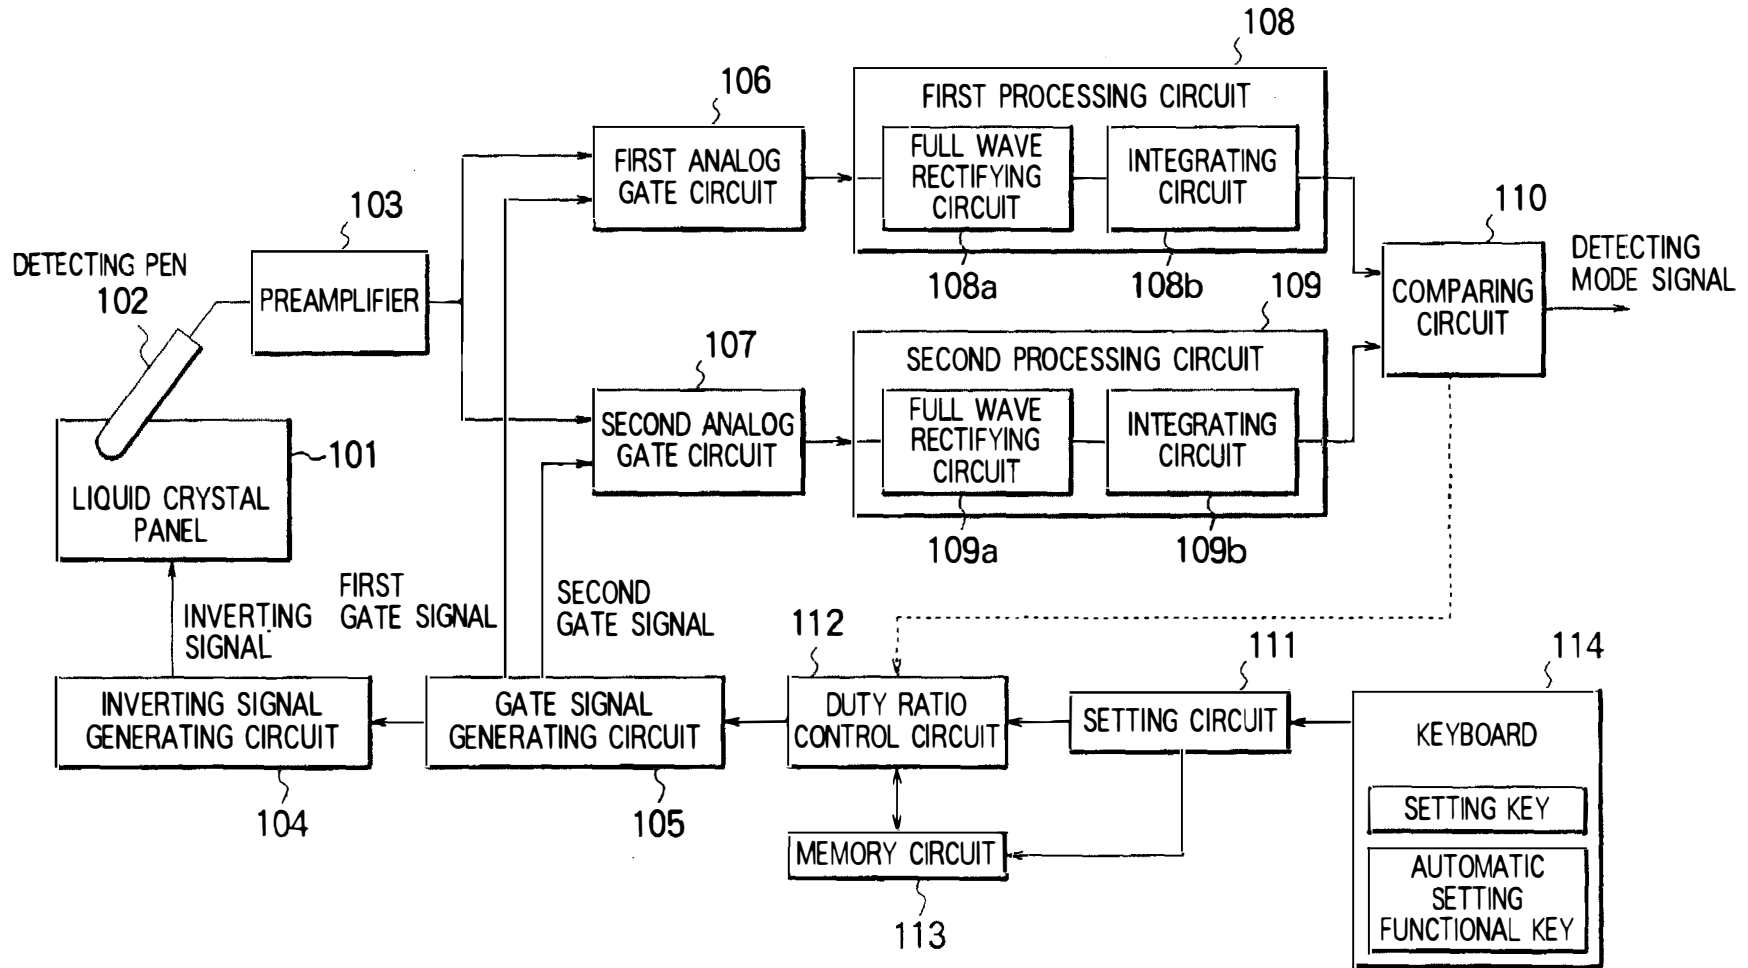 108
106
FIRST PROCESSING CIRCUIT
FIRST ANALOG
GATE CIRCUIT
FULL WAVE
RECTIFYING
CIRCUIT
INTEGRATING
CIRCUIT
103
110
DETECTING PEN
102
PREAMPLIFIER
108a
108b
109
COMPARING
CIRCUIT
DETECTING
MODE SIGNAL
107
SECOND PROCESSING CIRCUIT
SECOND ANALOG
GATE CIRCUIT
FULL WAVE
RECTIFYING
CIRCUIT
INTEGRATING
CIRCUIT
101
LIQUID CRYSTAL
PANEL
109a
109b
INVERTING
SIGNAL
FIRST
GATE SIGNAL
SECOND
GATE SIGNAL
112
111
114
INVERTING SIGNAL
GENERATING CIRCUIT
GATE SIGNAL
GENERATING CIRCUIT
DUTY RATIO
CONTROL CIRCUIT
SETTING CIRCUIT
KEYBOARD
104
105
SETTING KEY
MEMORY CIRCUIT
AUTOMATIC
SETTING
FUNCTIONAL KEY
113